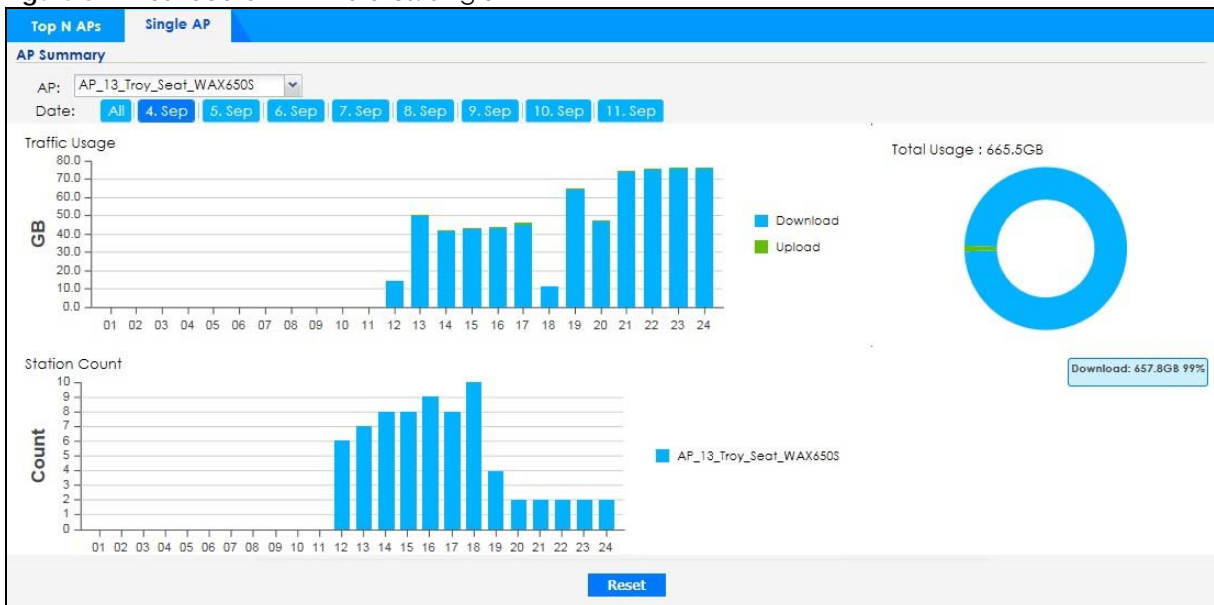 Top N APs
Single AP
AP Summary
AP: AP_13_Troy_Seat_WAX650S
Date: All 4. Sep 5. Sep 6. Sep 7. Sep 8. Sep 9. Sep 10. Sep 11. Sep
Traffic Usage
80.0
70.0
60.0
50.0
40.0
30.0
20.0
10.0
0.0
GB
01 02 03 04 05 06 07 08 09 10 11 12 13 14 15 16 17 18 19 20 21 22 23 24
Download
Upload
Total Usage : 665.5GB
Station Count
10
9
8
7
6
5
4
3
2
1
0
Count
01 02 03 04 05 06 07 08 09 10 11 12 13 14 15 16 17 18 19 20 21 22 23 24
AP_13_Troy_Seat_WAX650S
Download: 657.8GB 99%
Reset